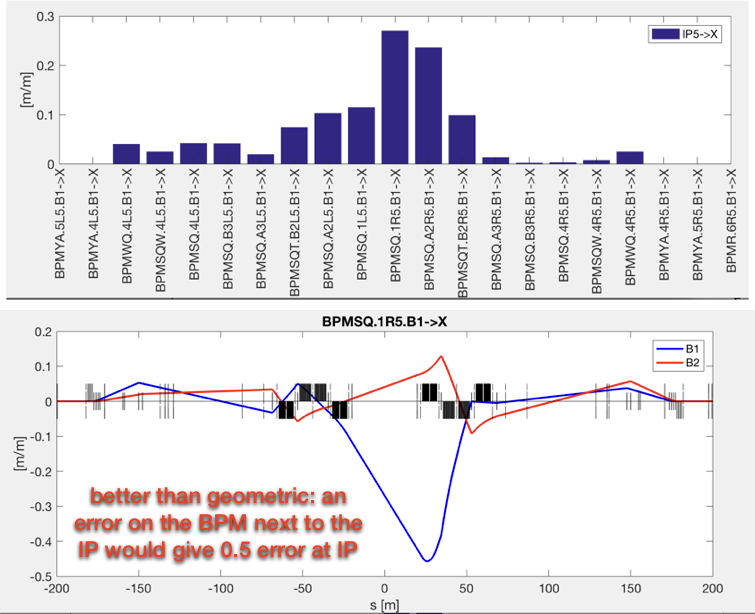 0.3
0.2
0.1
0
[m/m]
IP5->X
BPMYA.5L5.B1->X
BPMYA.4L5.B1->X
BPMWQ.4L5.B1->X
BPMSQW.4L5.B1->X
BPMSQ.4L5.B1->X
BPMSQ.B3L5.B1->X
BPMSQ.A3L5.B1->X
BPMSQT.B2L5.B1->X
BPMSQ.A2L5.B1->X
BPMSQ.1L5.B1->X
BPMSQ.1R5.B1->X
BPMSQ.A2R5.B1->X
BPMSQT.B2R5.B1->X
BPMSQ.A3R5.B1->X
BPMSQ.B3R5.B1->X
BPMSQ.4R5.B1->X
BPMSQW.4R5.B1->X
BPMWQ.4R5.B1->X
BPMYA.4R5.B1->X
BPMYA.5R5.B1->X
BPMR.6R5.B1->X
BPMSQ.1R5.B1->X
0.2
0.1
0
-0.1
-0.2
-0.3
-0.4
-0.5
[m/m]
B1
B2
better than geometric: an
error on the BPM next to the
IP would give 0.5 error at IP
-200 -150 -100 -50 0 50 100 150 200
s [m]